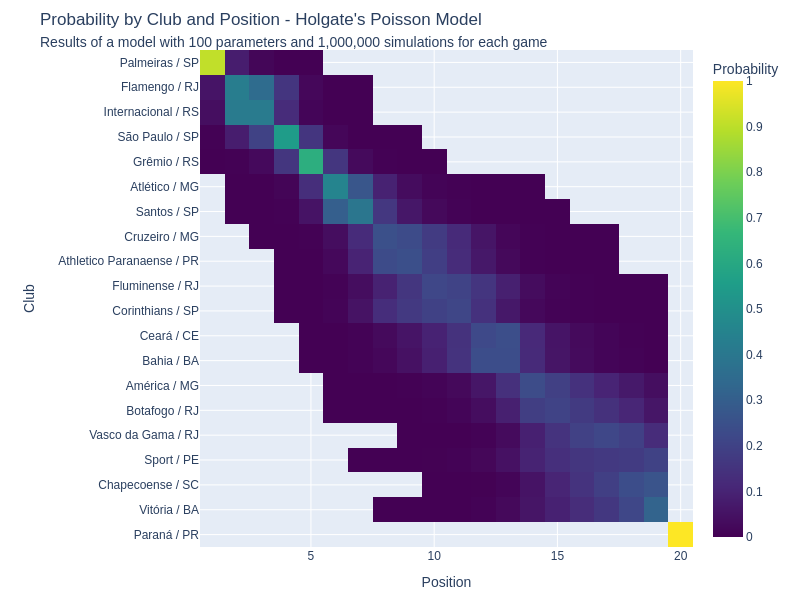 Probability by Club and Position - Holgate's Poisson Model
Results of a model with 100 parameters and 1,000,000 simulations for each game
Probability
Club
Palmeiras / SP
Flamengo / RJ
Internacional / RS
São Paulo / SP
Grêmio / RS
Atlético / MG
Santos / SP
Cruzeiro / MG
Athletico Paranaense / PR
Fluminense / RJ
Corinthians / SP
Ceará / CE
Bahia / BA
América / MG
Botafogo / RJ
Vasco da Gama / RJ
Sport / PE
Chapecoense / SC
Vitória / BA
Paraná / PR
5 10 15 20
Position
1
0.9
0.8
0.7
0.6
0.5
0.4
0.3
0.2
0.1
0